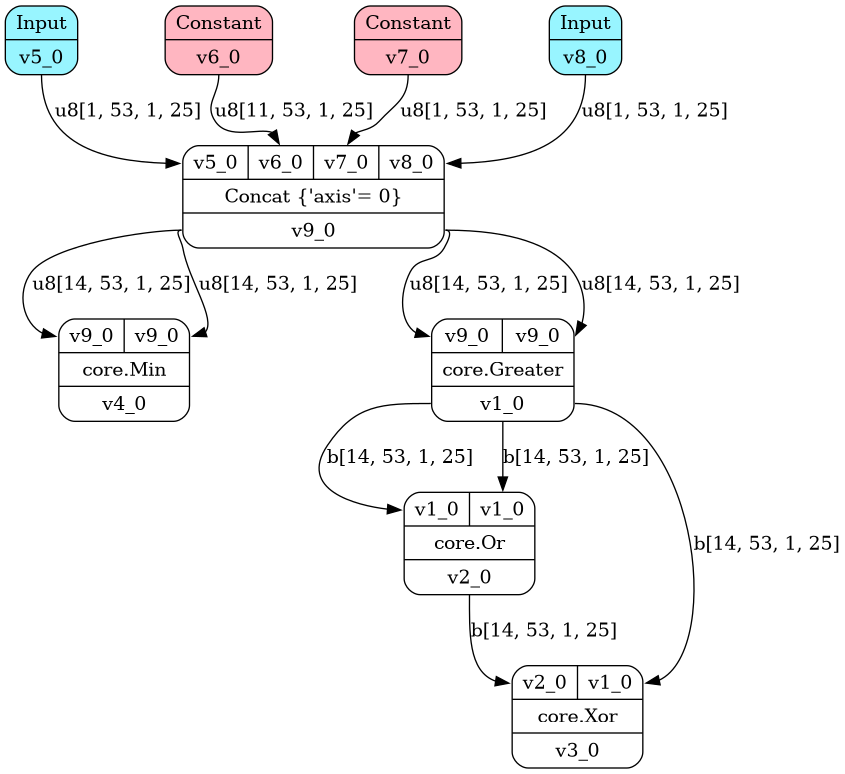 Input
v5_0
Constant
v6_0
Constant
v7_0
Input
v8_0
u8[1, 53, 1, 25]
u8[11, 53, 1, 25]
u8[1, 53, 1, 25]
u8[1, 53, 1, 25]
v5_0 v6_0 v7_0 v8_0
Concat {'axis'= 0}
v9_0
u8[14, 53, 1, 25]
u8[14, 53, 1, 25]
u8[14, 53, 1, 25]
u8[14, 53, 1, 25]
v9_0 v9_0
core.Min
v4_0
v9_0 v9_0
core.Greater
v1_0
b[14, 53, 1, 25]
b[14, 53, 1, 25]
b[14, 53, 1, 25]
v1_0 v1_0
core.Or
v2_0
b[14, 53, 1, 25]
v2_0 v1_0
core.Xor
v3_0